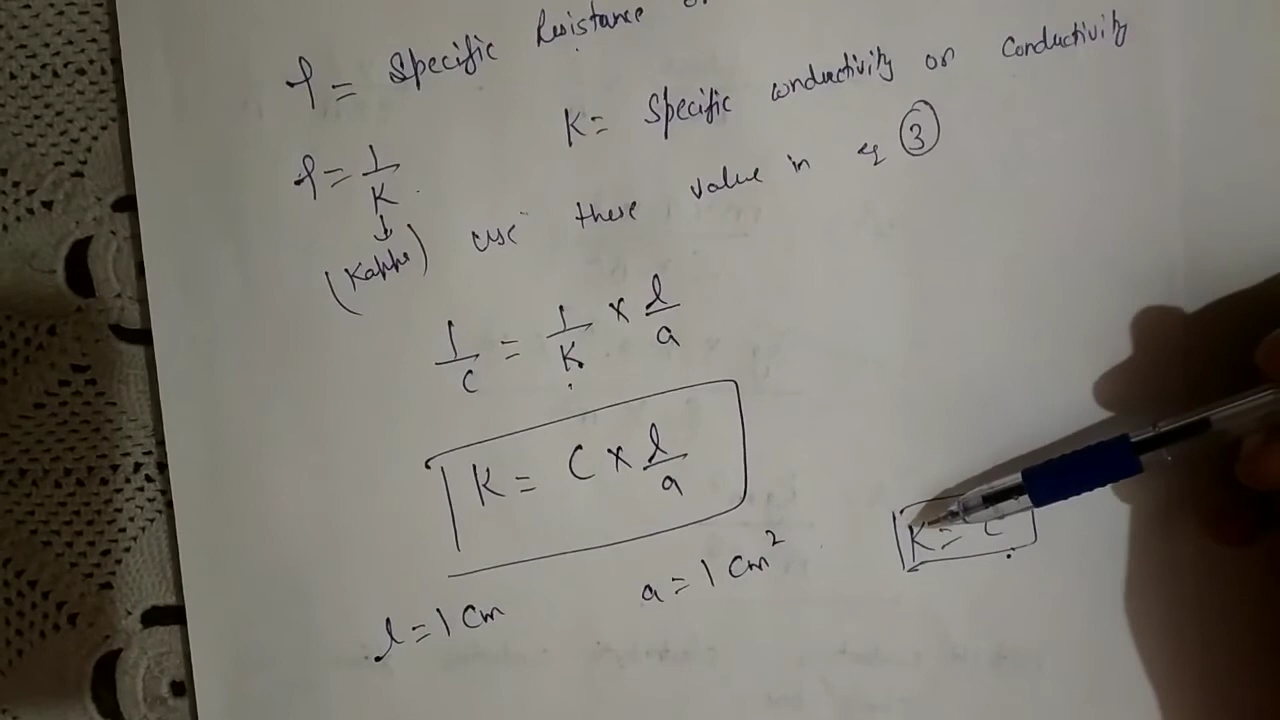 ρ = Specific Resistance
K = Specific conductivity or Conductivity
ρ = 1/K
(Kappa) use these value in eq ③
1/C = 1/K × l/a
K = C × l/a
l = 1 cm a = 1 cm²
K = C